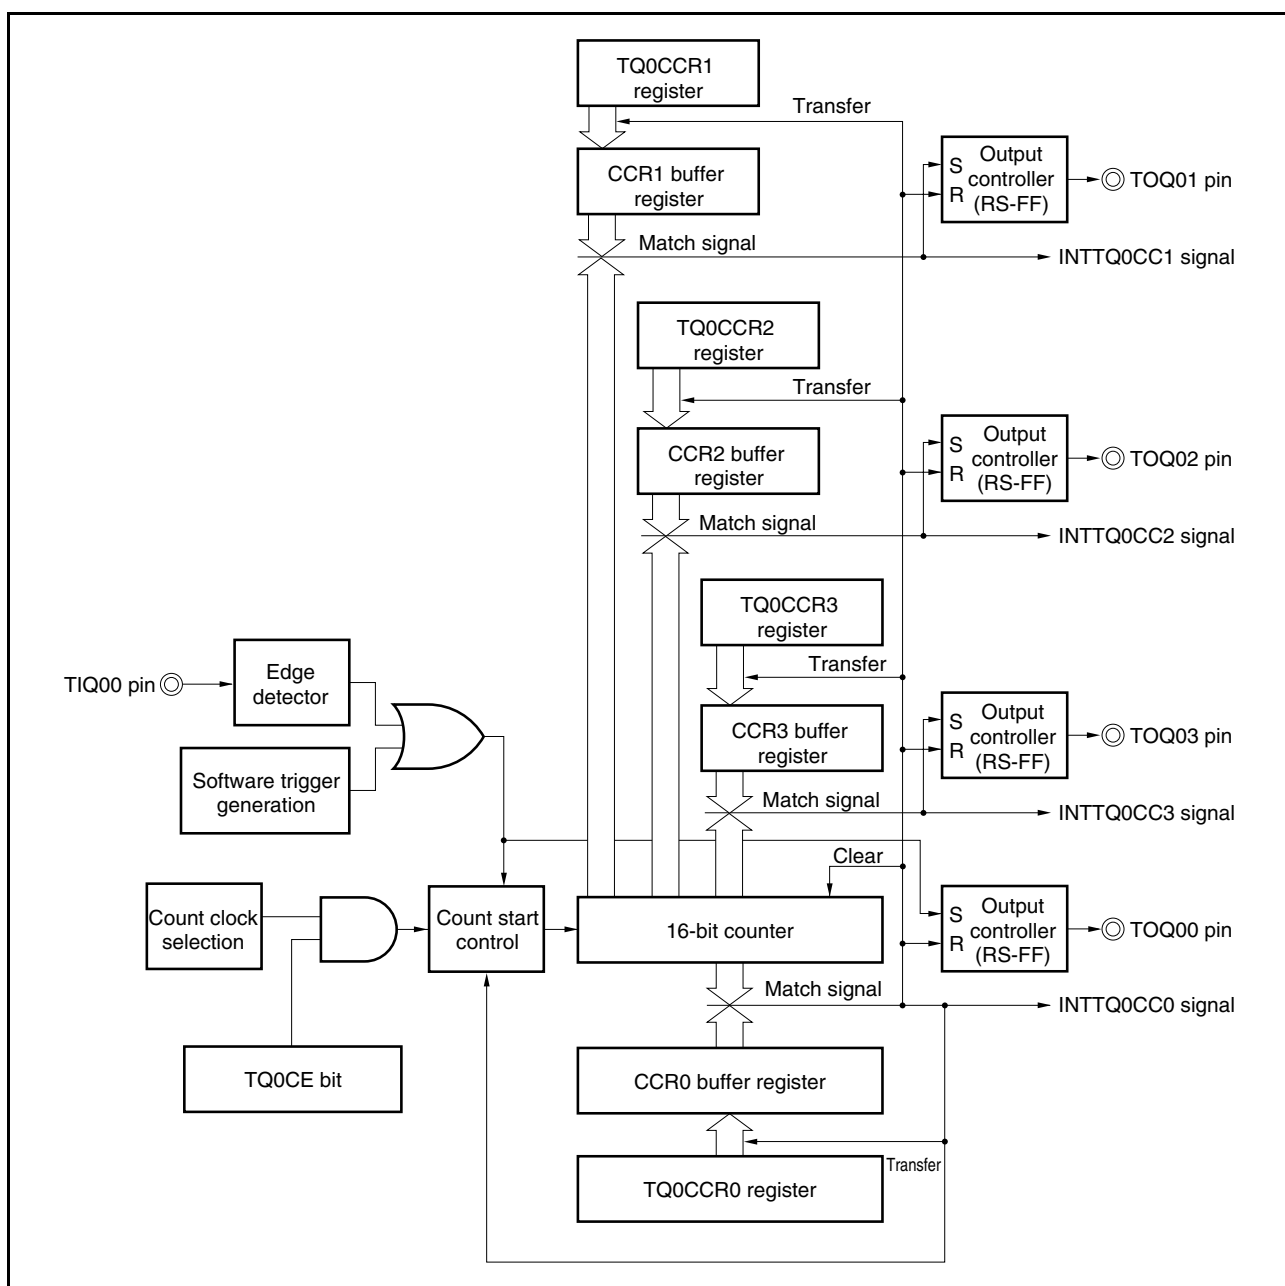 TQ0CCR1
register
Transfer
CCR1 buffer
register
S
R
Output
controller
(RS-FF)
TOQ01 pin
Match signal
INTTQ0CC1 signal
TQ0CCR2
register
Transfer
CCR2 buffer
register
S
R
Output
controller
(RS-FF)
TOQ02 pin
Match signal
INTTQ0CC2 signal
TQ0CCR3
register
Transfer
TIQ00 pin
Edge
detector
CCR3 buffer
register
S
R
Output
controller
(RS-FF)
TOQ03 pin
Software trigger
generation
Match signal
INTTQ0CC3 signal
Clear
Count clock
selection
Count start
control
16-bit counter
S
R
Output
controller
(RS-FF)
TOQ00 pin
Match signal
INTTQ0CC0 signal
TQ0CE bit
CCR0 buffer register
Transfer
TQ0CCR0 register